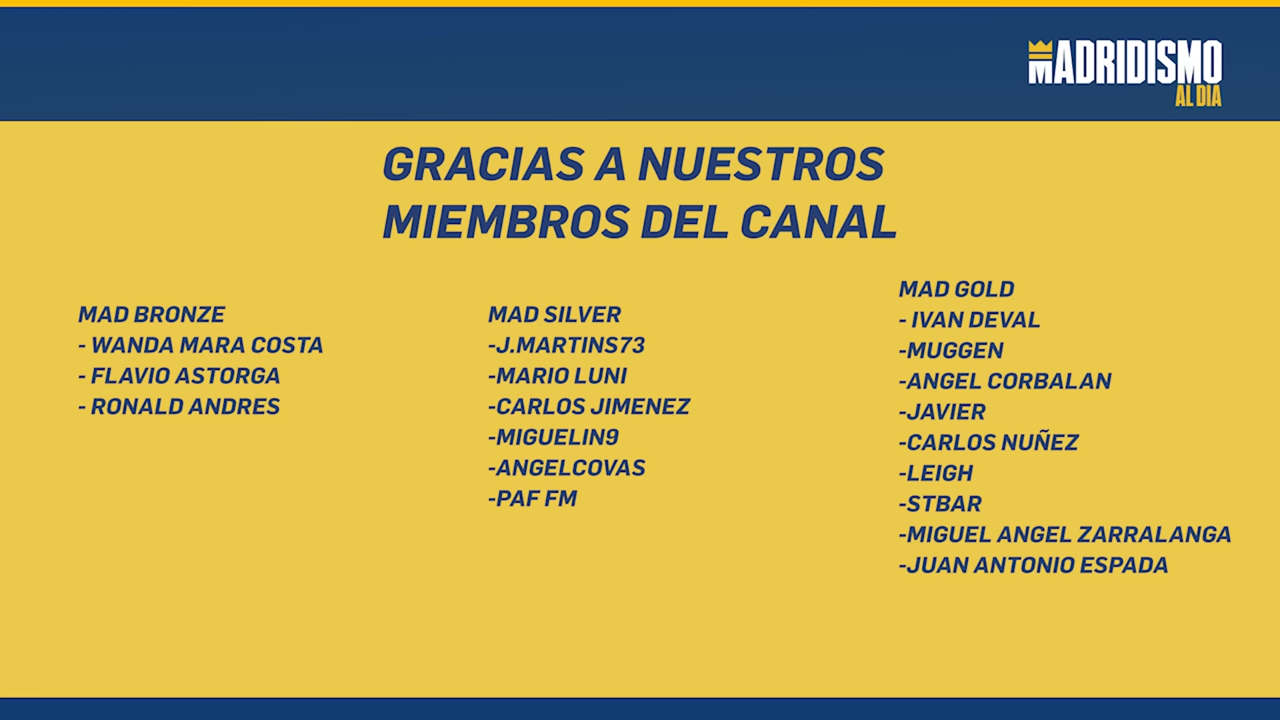 MADRIDISMO
AL DIA
GRACIAS A NUESTROS
MIEMBROS DEL CANAL
MAD BRONZE
- WANDA MARA COSTA
- FLAVIO ASTORGA
- RONALD ANDRES
MAD SILVER
-J.MARTINS73
-MARIO LUNI
-CARLOS JIMENEZ
-MIGUELIN9
-ANGELCOVAS
-PAF FM
MAD GOLD
- IVAN DEVAL
-MUGGEN
-ANGEL CORBALAN
-JAVIER
-CARLOS NUÑEZ
-LEIGH
-STBAR
-MIGUEL ANGEL ZARRALANGA
-JUAN ANTONIO ESPADA